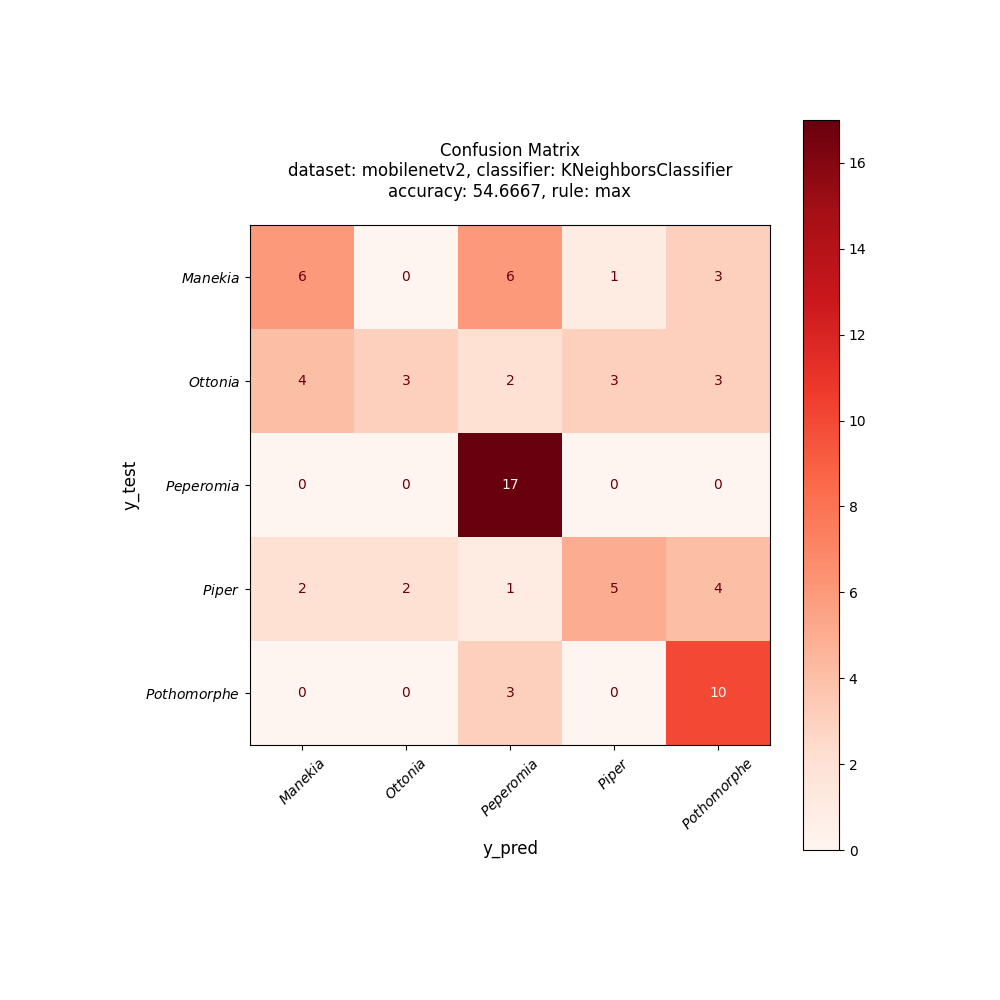 Confusion Matrix
dataset: mobilenetv2, classifier: KNeighborsClassifier
accuracy: 54.6667, rule: max
Manekia 6 0 6 1 3
Ottonia 4 3 2 3 3
Peperomia 0 0 17 0 0
Piper 2 2 1 5 4
Pothomorphe 0 0 3 0 10
y_test
Manekia Ottonia Peperomia Piper Pothomorphe
y_pred
16
14
12
10
8
6
4
2
0